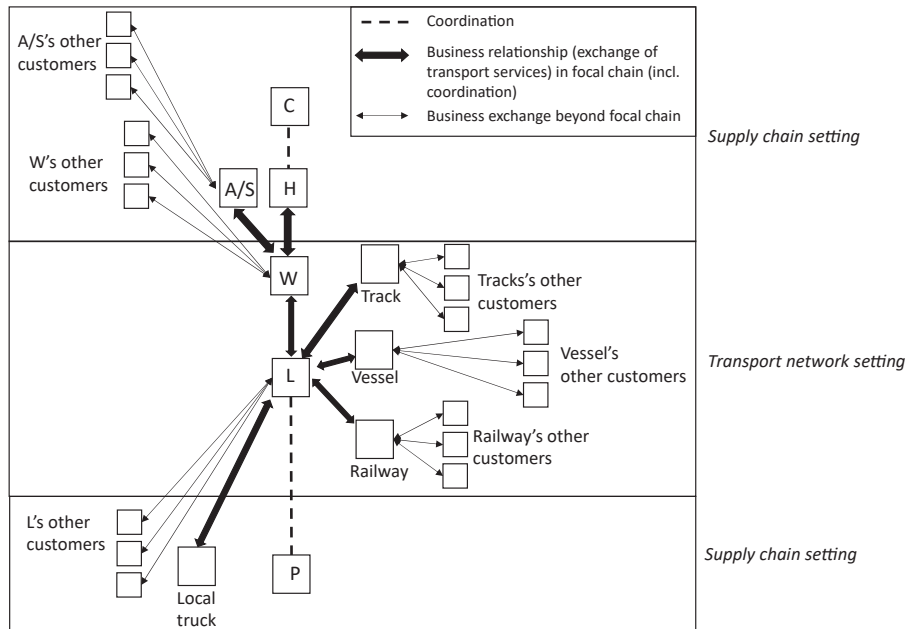 Coordination
Business relationship (exchange of
transport services) in focal chain (incl.
coordination)
Business exchange beyond focal chain
A/S's other
customers
C
Supply chain setting
W's other
customers
A/S
H
W
Track
Tracks's other
customers
L
Vessel
Vessel's
other customers
Transport network setting
Railway
Railway's other
customers
L's other
customers
P
Local
truck
Supply chain setting